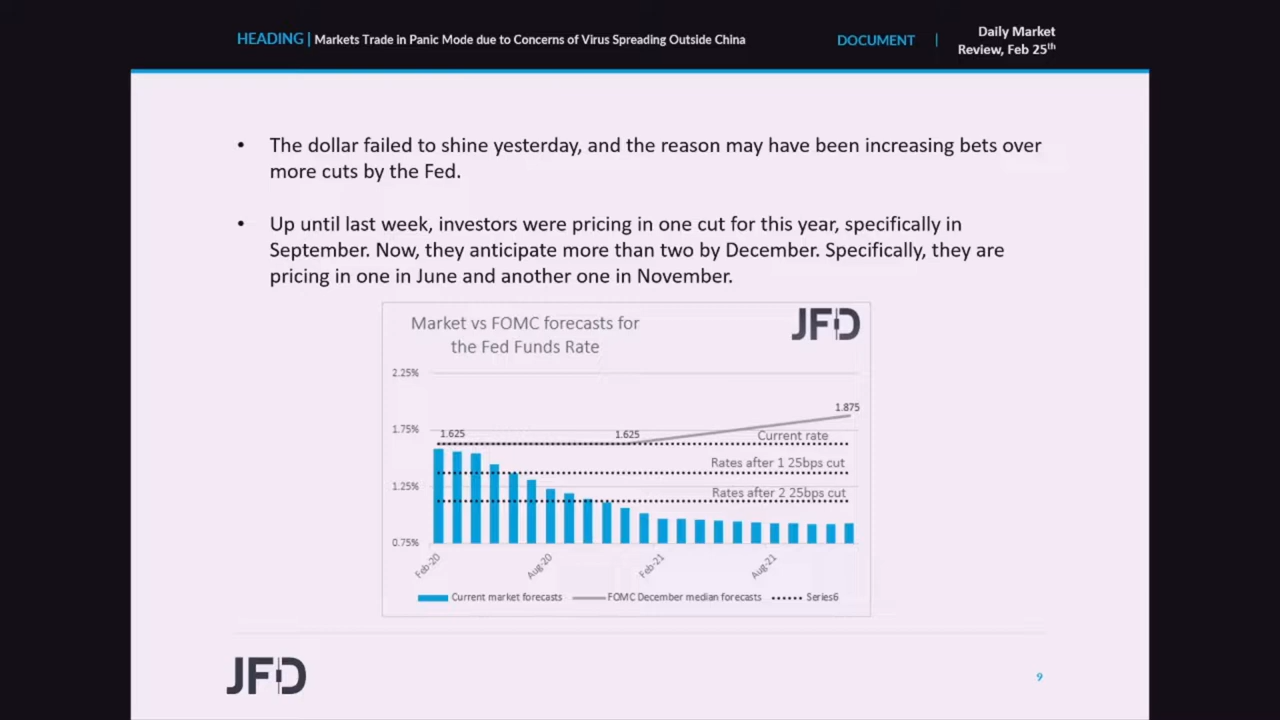 HEADING | Markets Trade in Panic Mode due to Concerns of Virus Spreading Outside China
DOCUMENT |
Daily Market
Review, Feb 25th
• The dollar failed to shine yesterday, and the reason may have been increasing bets over
more cuts by the Fed.
• Up until last week, investors were pricing in one cut for this year, specifically in
September. Now, they anticipate more than two by December. Specifically, they are
pricing in one in June and another one in November.
Market vs FOMC forecasts for
the Fed Funds Rate
JFD
2.25%
1.875
1.75%
1.625
1.625
Current rate
Rates after 1 25bps cut
1.25%
Rates after 2 25bps cut
0.75%
Feb-20
Aug-20
Feb-21
Aug-21
Current market forecasts
FOMC December median forecasts
Series6
JFD
9